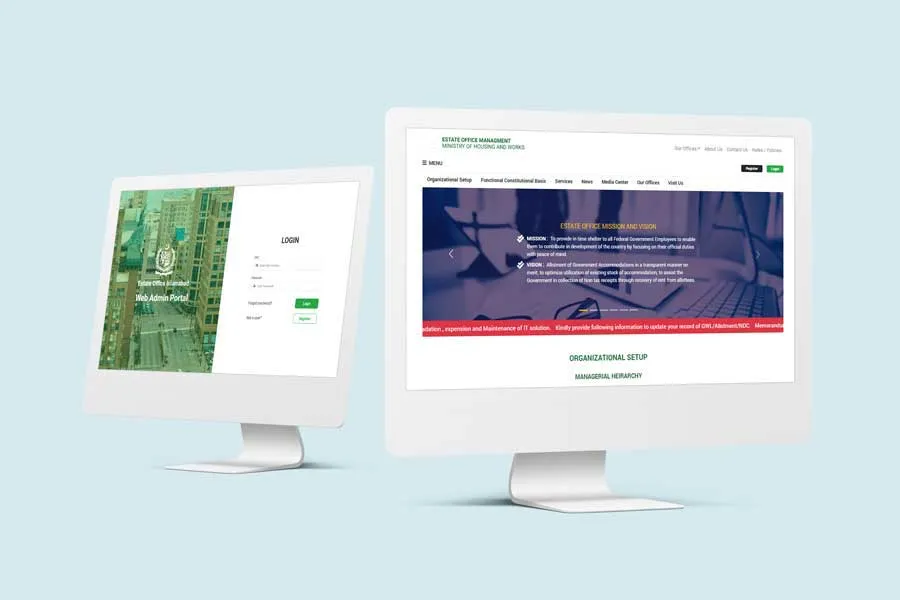 Estate Office Islamabad
Web Admin Portal
LOGIN
Forgot password?
Login
Not a user?
Register
ESTATE OFFICE MANAGMENT
MINISTRY OF HOUSING AND WORKS
Our Offices
About Us
Contact Us
Rules / Policies
MENU
Register
Login
Organizational Setup
Functional Constitutional Basis
Services
News
Media Center
Our Offices
Visit Us
ESTATE OFFICE MISSION AND VISION
MISSION : To provide in time shelter to all Federal Government Employees to enable
them to contribute in development of the country by focusing on their official duties
with peace of mind.
VISION : Allotment of Government Accommodations in a transparent manner on
merit, to optimize utilization of existing stock of accommodation, to assist the
Government in collection of Non tax receipts through recovery of rent from allottees.
dation , expension and Maintenance of IT solution. Kindly provide following information to update your record of GWL/Allotment/NDC. Memorandu
ORGANIZATIONAL SETUP
MANAGERIAL HEIRARCHY